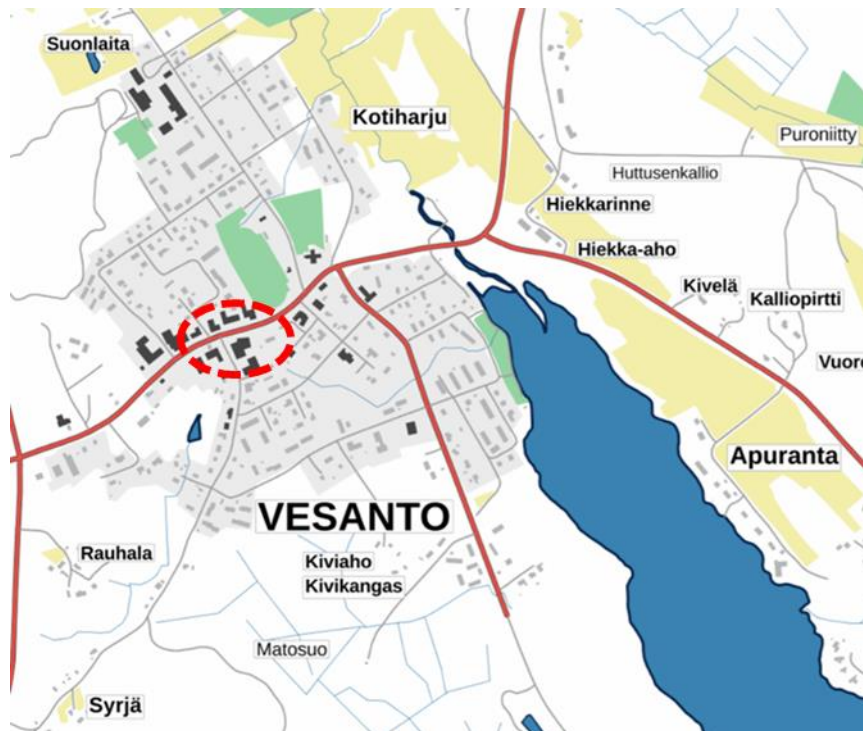 Suonlaita
Kotiharju
Puroniitty
Huttusenkallio
Hiekkarinne
Hiekka-aho
Kivelä
Kalliopirtti
Vuore
Apuranta
VESANTO
Rauhala
Kiviaho
Kivikangas
Matosuo
Syrjä